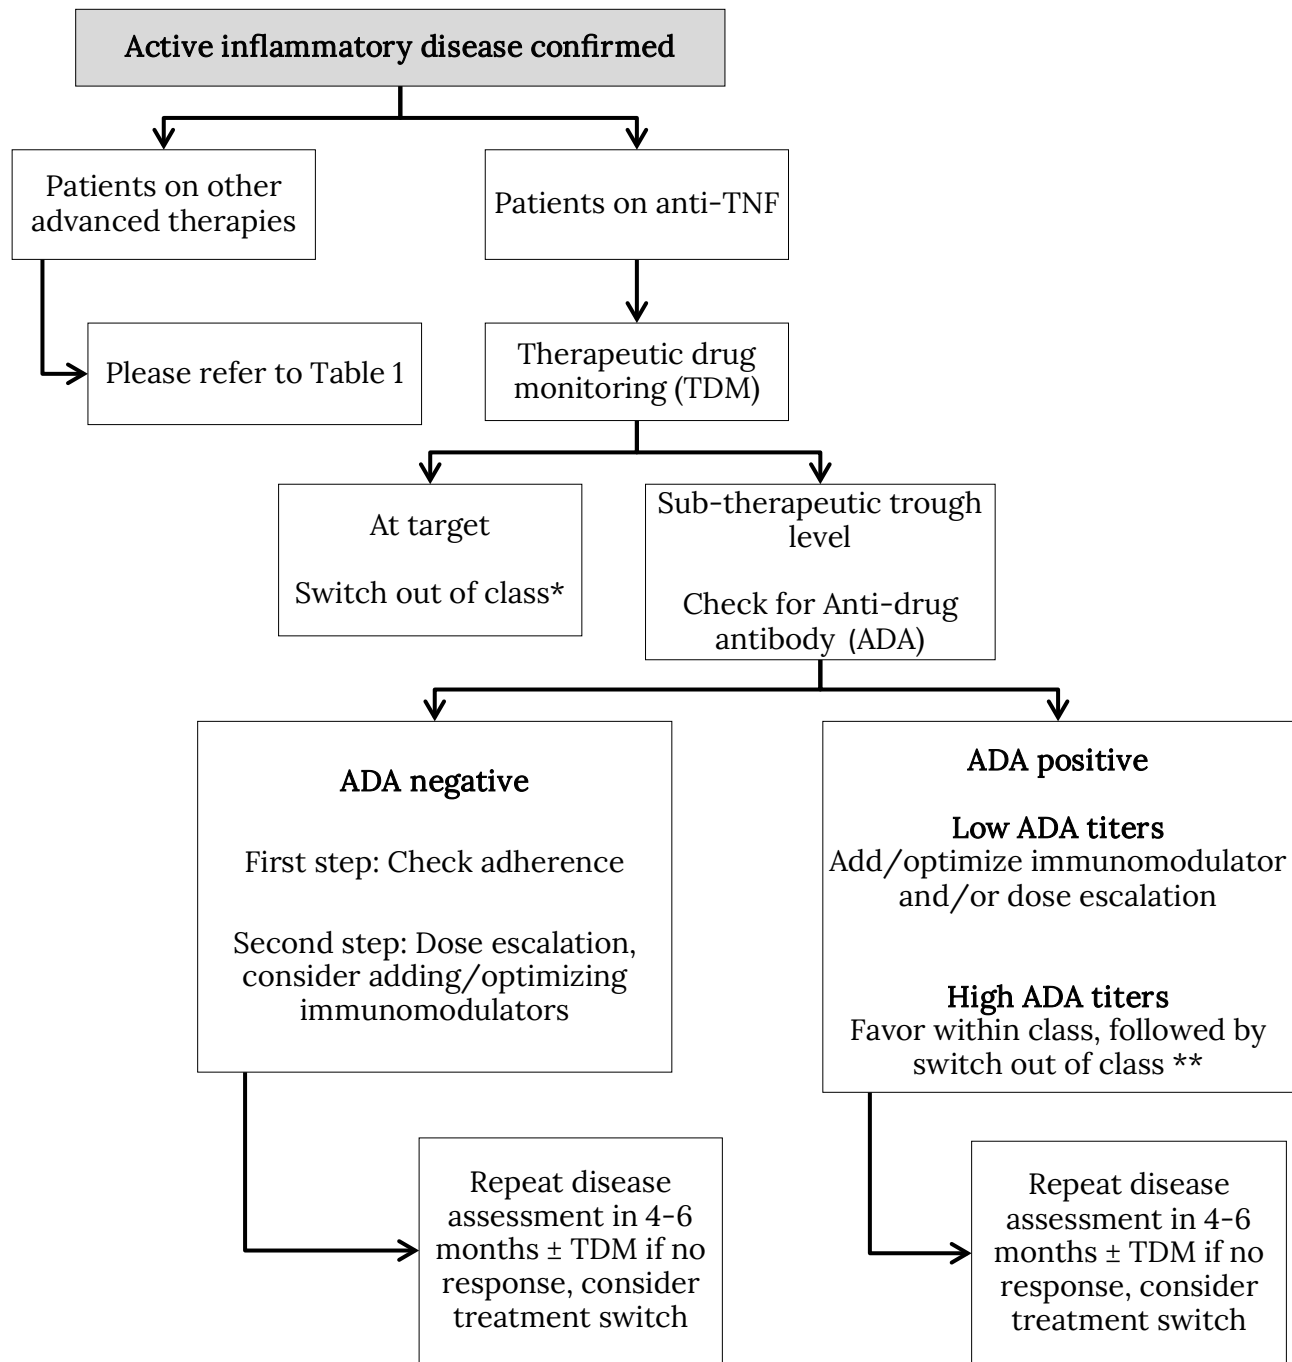 Active inflammatory disease confirmed
Patients on other
advanced therapies
Patients on anti-TNF
Please refer to Table 1
Therapeutic drug
monitoring (TDM)
At target
Switch out of class*
Sub-therapeutic trough
level
Check for Anti-drug
antibody (ADA)
ADA negative
First step: Check adherence
Second step: Dose escalation,
consider adding/optimizing
immunomodulators
ADA positive
Low ADA titers
Add/optimize immunomodulator
and/or dose escalation
High ADA titers
Favor within class, followed by
switch out of class **
Repeat disease
assessment in 4-6
months ± TDM if no
response, consider
treatment switch
Repeat disease
assessment in 4-6
months ± TDM if no
response, consider
treatment switch